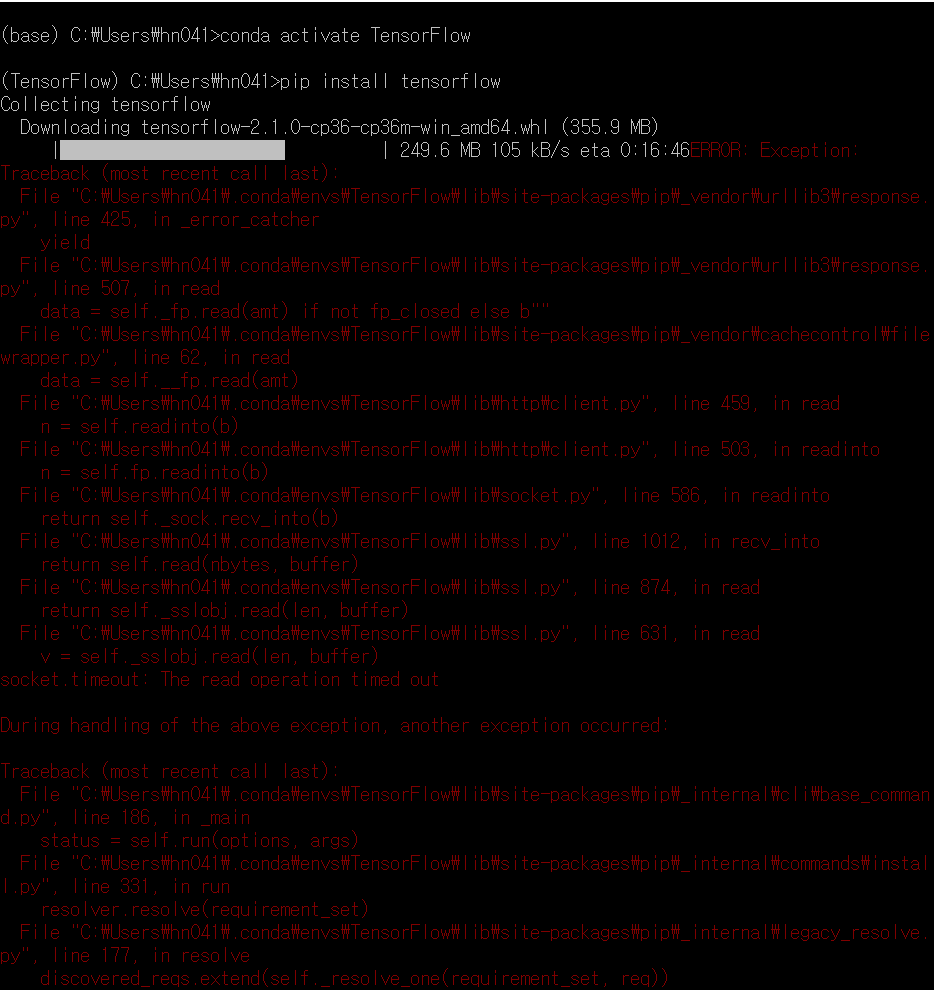 (base) C:₩Users₩hn041>conda activate TensorFlow
(TensorFlow) C:₩Users₩hn041>pip install tensorflow
Collecting tensorflow
Downloading tensorflow-2.1.0-cp36-cp36m-win_amd64.whl (355.9 MB)
| | 249.6 MB 105 kB/s eta 0:16:46ERROR: Exception:
Traceback (most recent call last):
File "C:₩Users₩hn041₩.conda₩envs₩TensorFlow₩lib₩site-packages₩pip₩_vendor₩urllib3₩response.
py", line 425, in _error_catcher
yield
File "C:₩Users₩hn041₩.conda₩envs₩TensorFlow₩lib₩site-packages₩pip₩_vendor₩urllib3₩response.
py", line 507, in read
data = self._fp.read(amt) if not fp_closed else b""
File "C:₩Users₩hn041₩.conda₩envs₩TensorFlow₩lib₩site-packages₩pip₩_vendor₩cachecontrol₩file
wrapper.py", line 62, in read
data = self.__fp.read(amt)
File "C:₩Users₩hn041₩.conda₩envs₩TensorFlow₩lib₩http₩client.py", line 459, in read
n = self.readinto(b)
File "C:₩Users₩hn041₩.conda₩envs₩TensorFlow₩lib₩http₩client.py", line 503, in readinto
n = self.fp.readinto(b)
File "C:₩Users₩hn041₩.conda₩envs₩TensorFlow₩lib₩socket.py", line 586, in readinto
return self._sock.recv_into(b)
File "C:₩Users₩hn041₩.conda₩envs₩TensorFlow₩lib₩ssl.py", line 1012, in recv_into
return self.read(nbytes, buffer)
File "C:₩Users₩hn041₩.conda₩envs₩TensorFlow₩lib₩ssl.py", line 874, in read
return self._sslobj.read(len, buffer)
File "C:₩Users₩hn041₩.conda₩envs₩TensorFlow₩lib₩ssl.py", line 631, in read
v = self._sslobj.read(len, buffer)
socket.timeout: The read operation timed out
During handling of the above exception, another exception occurred:
Traceback (most recent call last):
File "C:₩Users₩hn041₩.conda₩envs₩TensorFlow₩lib₩site-packages₩pip₩_internal₩cli₩base_comman
d.py", line 186, in _main
status = self.run(options, args)
File "C:₩Users₩hn041₩.conda₩envs₩TensorFlow₩lib₩site-packages₩pip₩_internal₩commands₩instal
l.py", line 331, in run
resolver.resolve(requirement_set)
File "C:₩Users₩hn041₩.conda₩envs₩TensorFlow₩lib₩site-packages₩pip₩_internal₩legacy_resolve.
py", line 177, in resolve
discovered_reqs.extend(self._resolve_one(requirement_set, req))